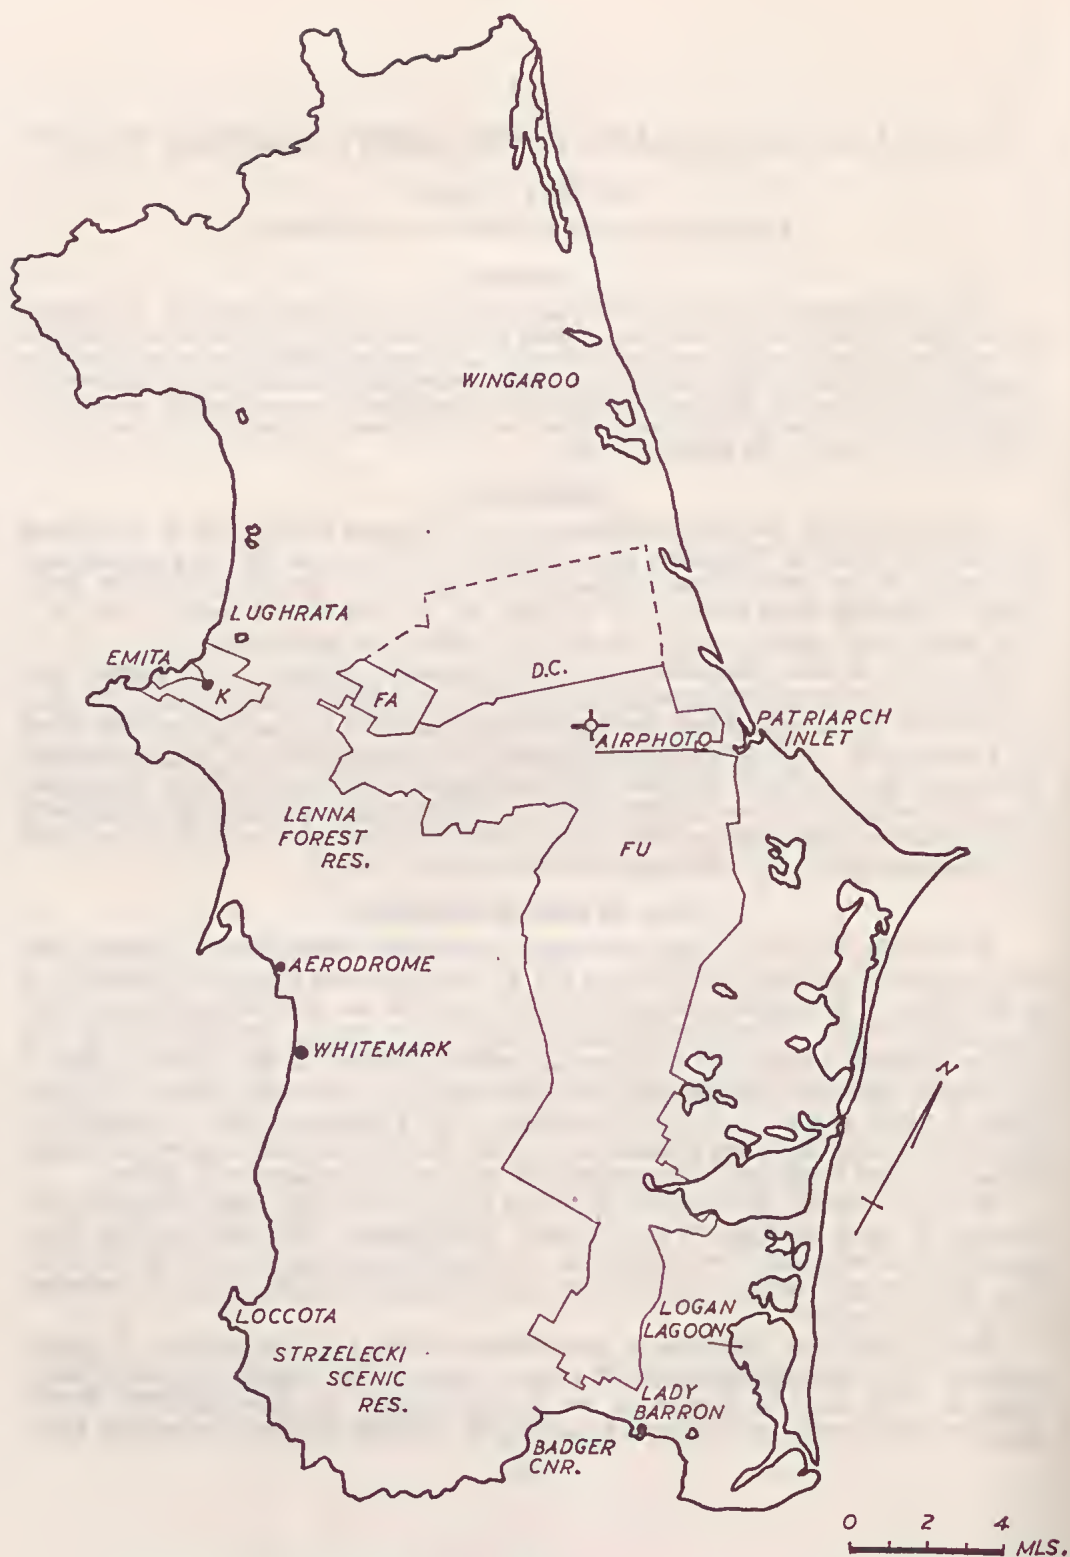 WINGAROO
LUGHRATA
EMITA
K
FA
D.C.
AIRPHOTO
PATRIARCH
INLET
LENNA
FOREST
RES.
FU
AERODROME
WHITEMARK
N
LOCCOTA
LOGAN
LAGOON
STRZELECKI
SCENIC
RES.
LADY
BARRON
BADGER
CNR.
0 2 4
MLS.